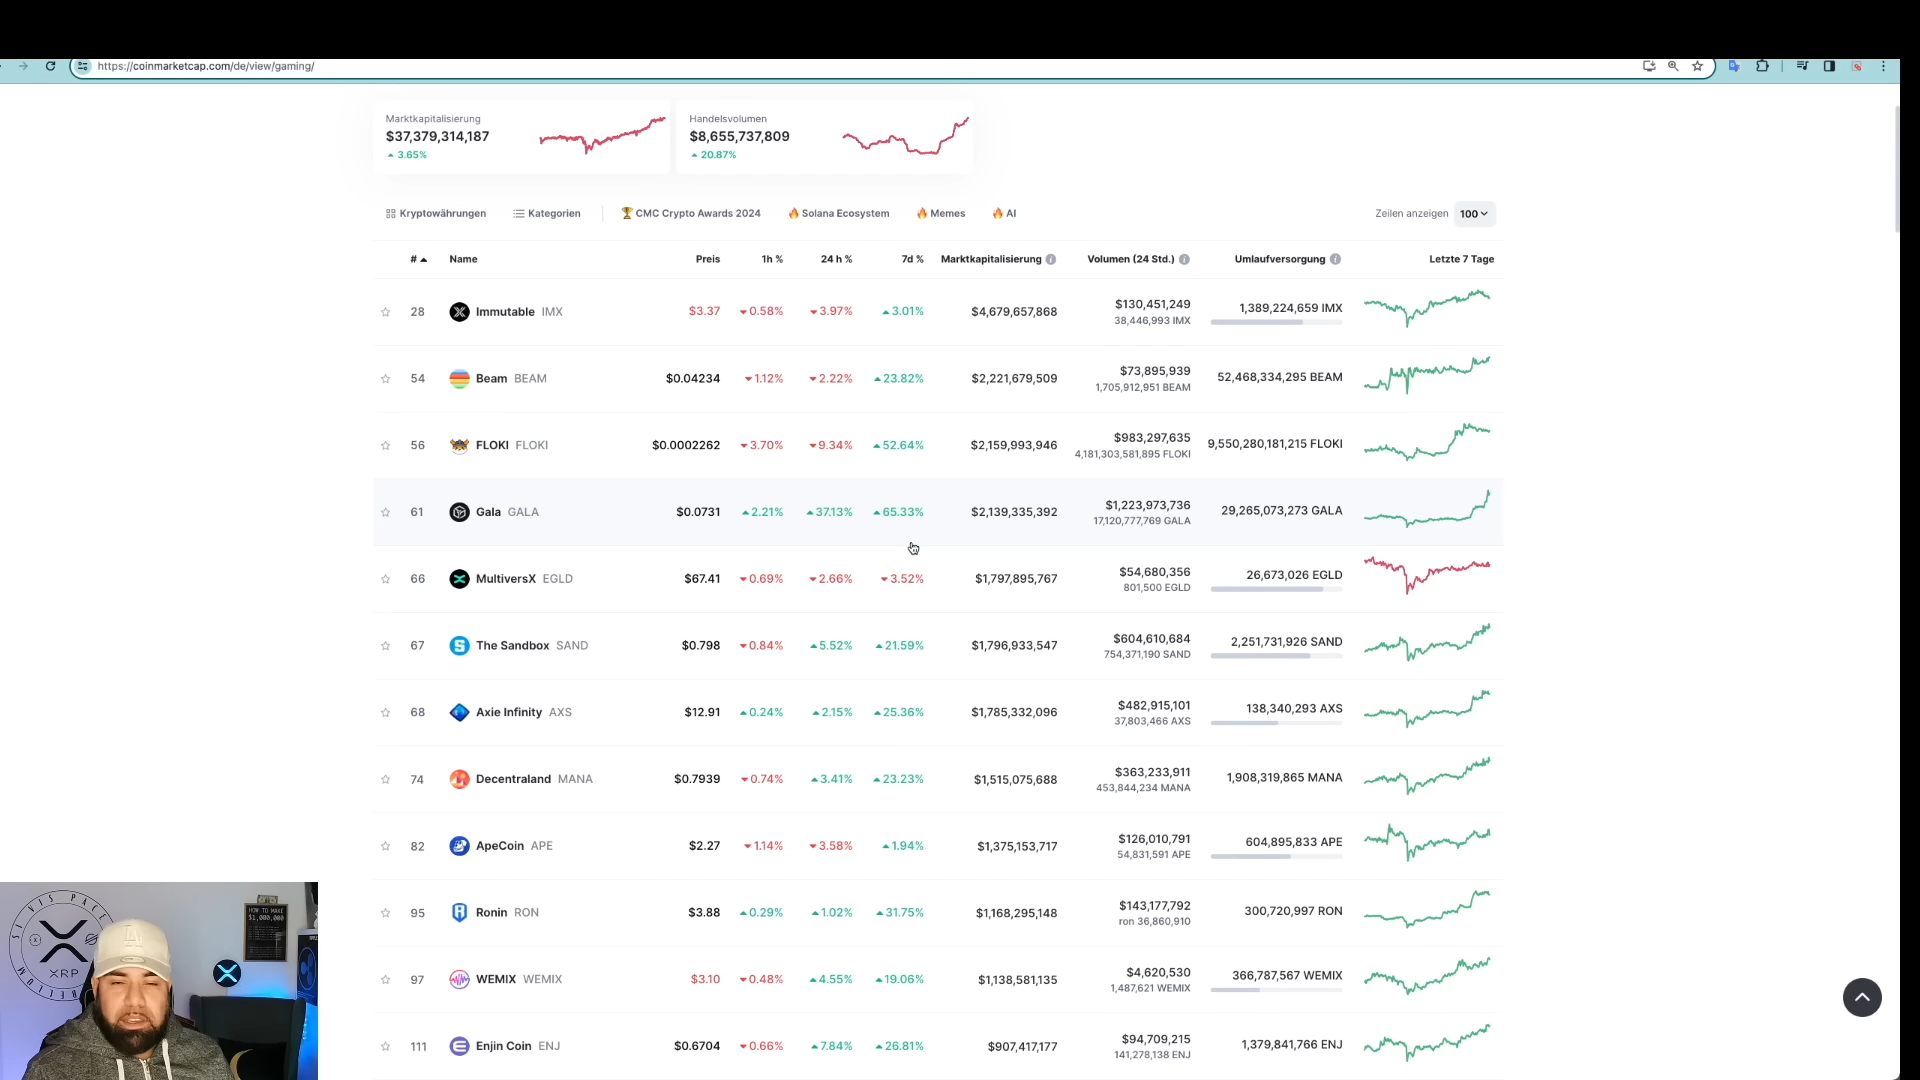 https://coinmarketcap.com/de/view/gaming/
Marktkapitalisierung
$37,379,314,187
3.65%
Handelsvolumen
$8,655,737,809
20.87%
Kryptowährungen Kategorien CMC Crypto Awards 2024 Solana Ecosystem Memes AI Zeilen anzeigen 100
# Name Preis 1h % 24 h % 7d % Marktkapitalisierung Volumen (24 Std.) Umlaufversorgung Letzte 7 Tage
28 Immutable IMX $3.37 0.58% 3.97% 3.01% $4,679,657,868 $130,451,249 1,389,224,659 IMX
38,446,993 IMX
54 Beam BEAM $0.04234 1.12% 2.22% 23.82% $2,221,679,509 $73,895,939 52,468,334,295 BEAM
1,705,912,951 BEAM
56 FLOKI FLOKI $0.0002262 3.70% 9.34% 52.64% $2,159,993,946 $983,297,635 9,550,280,181,215 FLOKI
4,181,303,581,895 FLOKI
61 Gala GALA $0.0731 2.21% 37.13% 65.33% $2,139,335,392 $1,223,973,736 29,265,073,273 GALA
17,120,777,769 GALA
66 MultiversX EGLD $67.41 0.69% 2.66% 3.52% $1,797,895,767 $54,680,356 26,673,026 EGLD
801,500 EGLD
67 The Sandbox SAND $0.798 0.84% 5.52% 21.59% $1,796,933,547 $604,610,684 2,251,731,926 SAND
754,371,190 SAND
68 Axie Infinity AXS $12.91 0.24% 2.15% 25.36% $1,785,332,096 $482,915,101 138,340,293 AXS
37,803,466 AXS
74 Decentraland MANA $0.7939 0.74% 3.41% 23.23% $1,515,075,688 $363,233,911 1,908,319,865 MANA
453,844,234 MANA
82 ApeCoin APE $2.27 1.14% 3.58% 1.94% $1,375,153,717 $126,010,791 604,895,833 APE
54,831,591 APE
95 Ronin RON $3.88 0.29% 1.02% 31.75% $1,168,295,148 $143,177,792 300,720,997 RON
ron 36,860,910
97 WEMIX WEMIX $3.10 0.48% 4.55% 19.06% $1,138,581,135 $4,620,530 366,787,567 WEMIX
1,487,621 WEMIX
111 Enjin Coin ENJ $0.6704 0.66% 7.84% 26.81% $907,417,177 $94,709,215 1,379,841,766 ENJ
141,278,138 ENJ
SI VIS PACE
XRP
HOW TO MAKE
$1,000,000